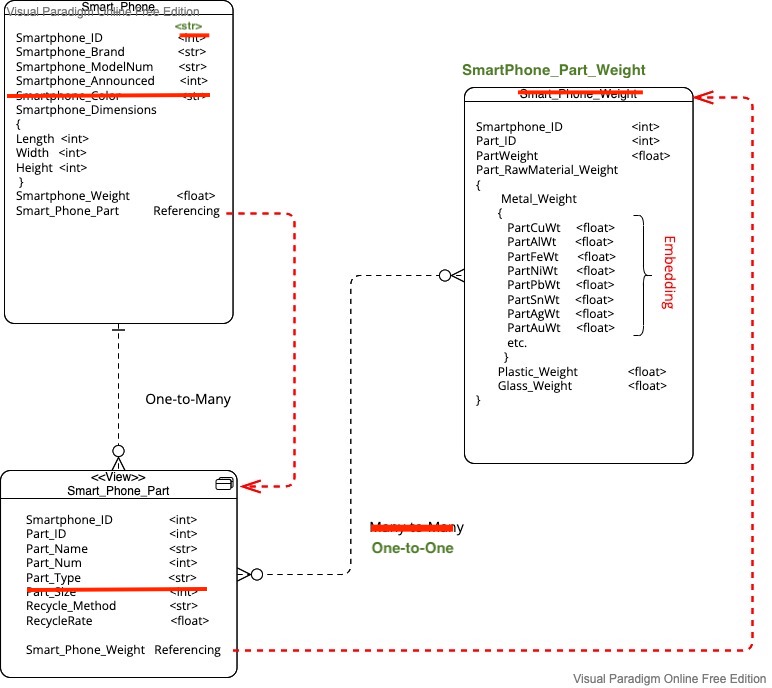 Smart_Phone
Visual Paradigm Online Free Edition
<str>
Smartphone_ID <int>
Smartphone_Brand <str>
Smartphone_ModelNum <str>
Smartphone_Announced <int>
Smartphone_Color <str>
Smartphone_Dimensions
{
Length <int>
Width <int>
Height <int>
}
Smartphone_Weight <float>
Smart_Phone_Part Referencing
One-to-Many
<<View>>
Smart_Phone_Part
Smartphone_ID <int>
Part_ID <int>
Part_Name <str>
Part_Num <int>
Part_Type <str>
Part_Size <int>
Recycle_Method <str>
RecycleRate <float>
Smart_Phone_Weight Referencing
Many-to-Many
One-to-One
SmartPhone_Part_Weight
Smart_Phone_Weight
Smartphone_ID <int>
Part_ID <int>
PartWeight <float>
Part_RawMaterial_Weight
{
Metal_Weight
{
PartCuWt <float>
PartAlWt <float>
PartFeWt <float>
PartNiWt <float>
PartPbWt <float>
PartSnWt <float>
PartAgWt <float>
PartAuWt <float>
etc.
}
Plastic_Weight <float>
Glass_Weight <float>
}
Embedding
Visual Paradigm Online Free Edition